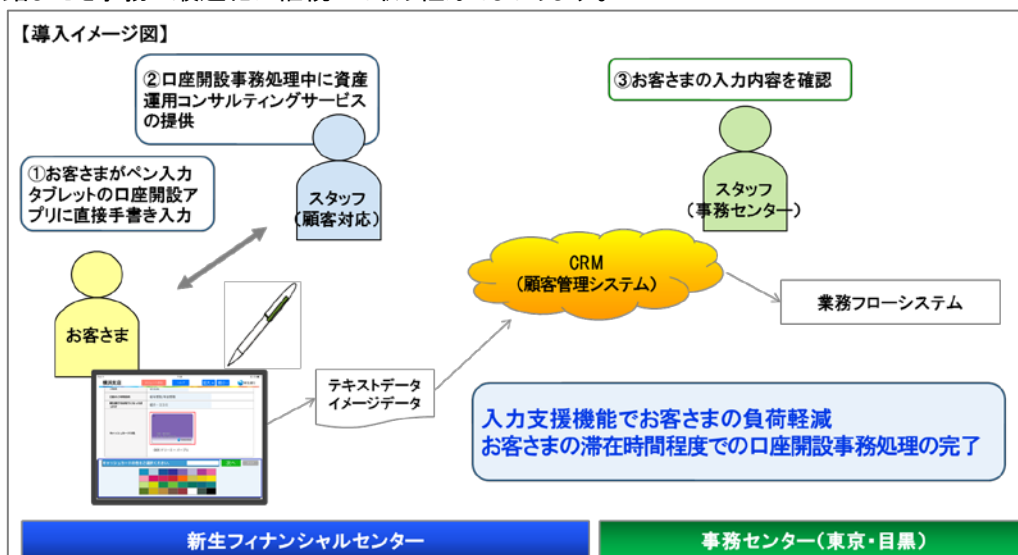 【導入イメージ図】
②口座開設事務処理中に資産
運用コンサルティングサービス
の提供
③お客さまの入力内容を確認
①お客さまがペン入力
タブレットの口座開設ア
プリに直接手書き入力
スタッフ
(顧客対応)
スタッフ
(事務センター)
CRM
(顧客管理システム)
業務フローシステム
お客さま
テキストデータ
イメージデータ
入力支援機能でお客さまの負荷軽減
お客さまの滞在時間程度での口座開設事務処理の完了
新生フィナンシャルセンター
事務センター(東京・目黒)